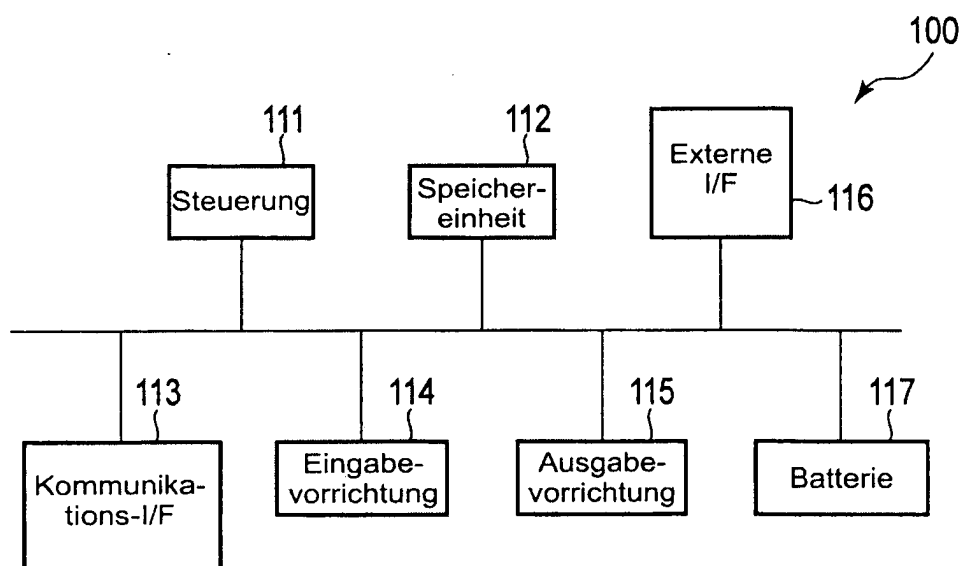 100
111
112
Steuerung
Speicher-
einheit
Externe
I/F
116
113
114
115
117
Kommunika-
tions-I/F
Eingabe-
vorrichtung
Ausgabe-
vorrichtung
Batterie